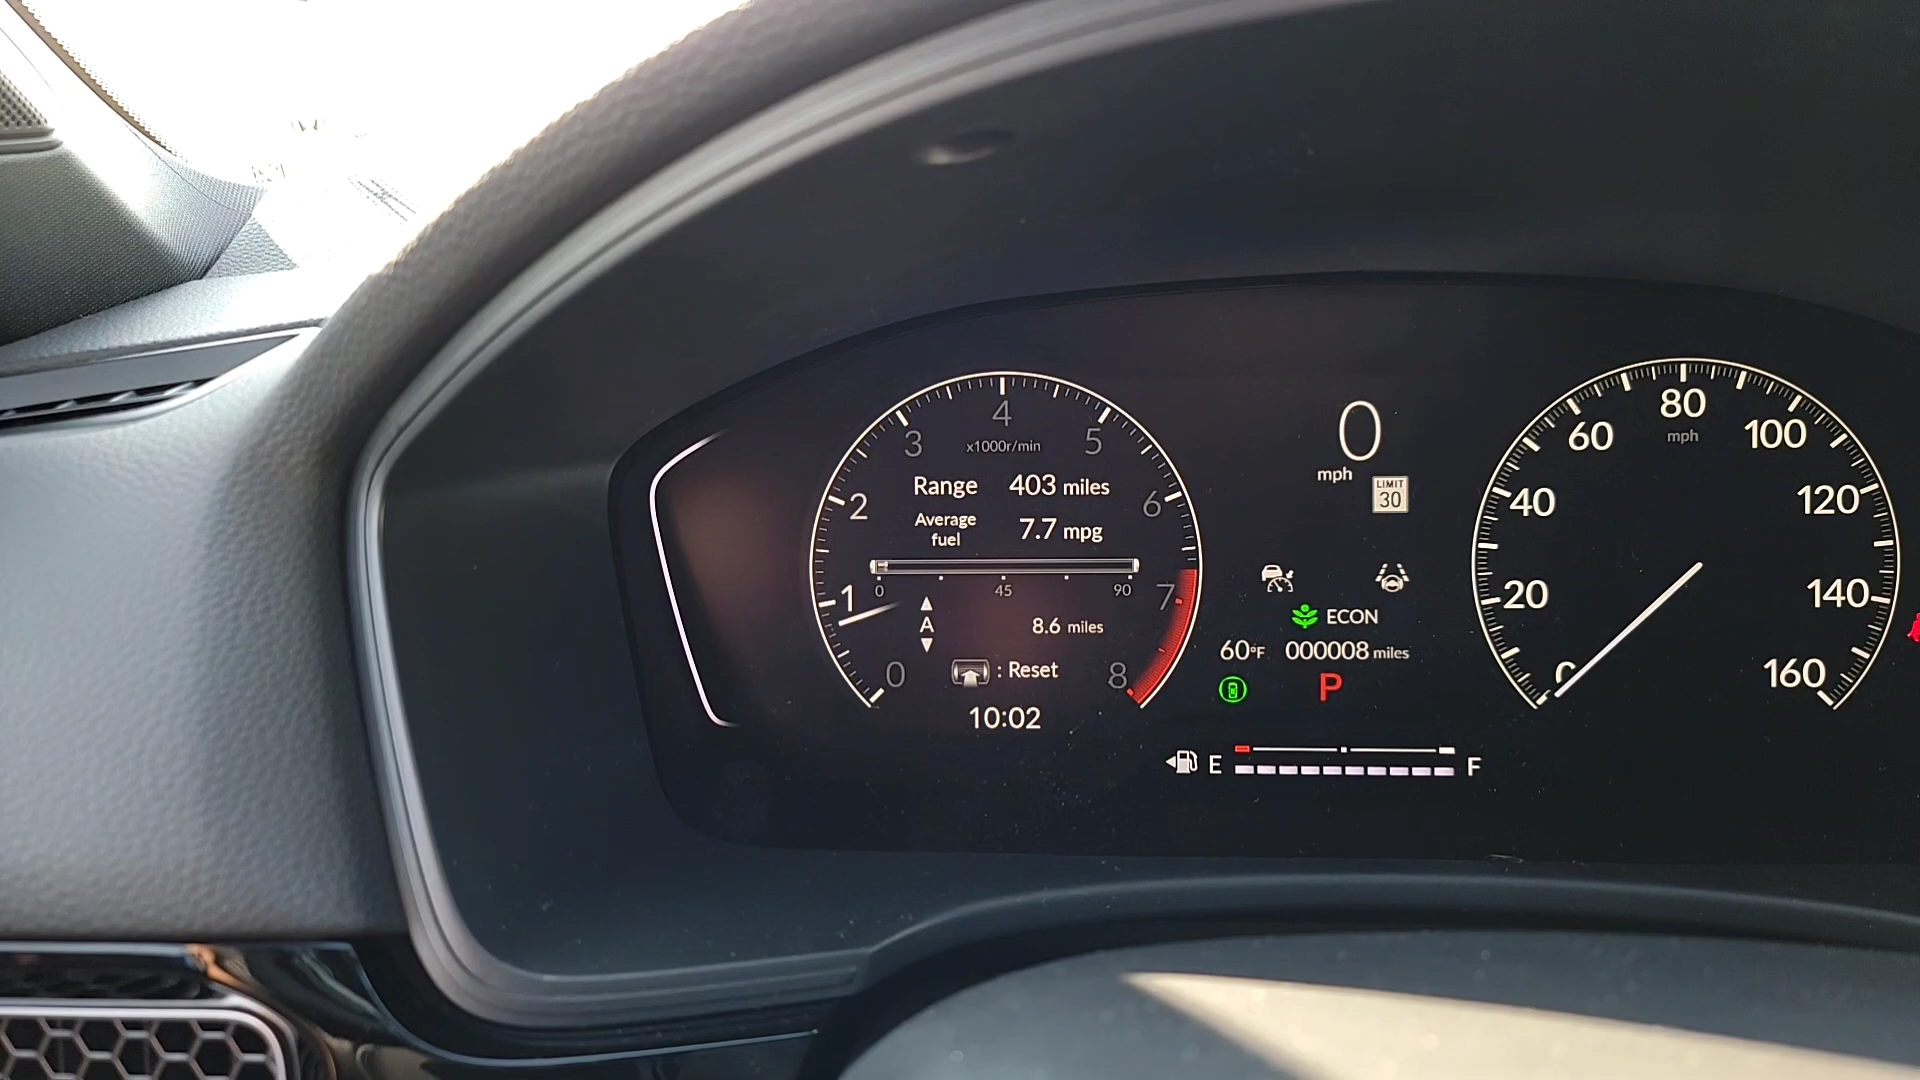 4
3
x1000r/min
5
Range 403 miles
2
6
Average
fuel
7.7 mpg
1
0 45 90
7
A
8.6 miles
0
: Reset
8
10:02
0
mph
LIMIT
30
ECON
60°F 000008 miles
P
E F
80
mph
60
100
40
120
20
140
0
160